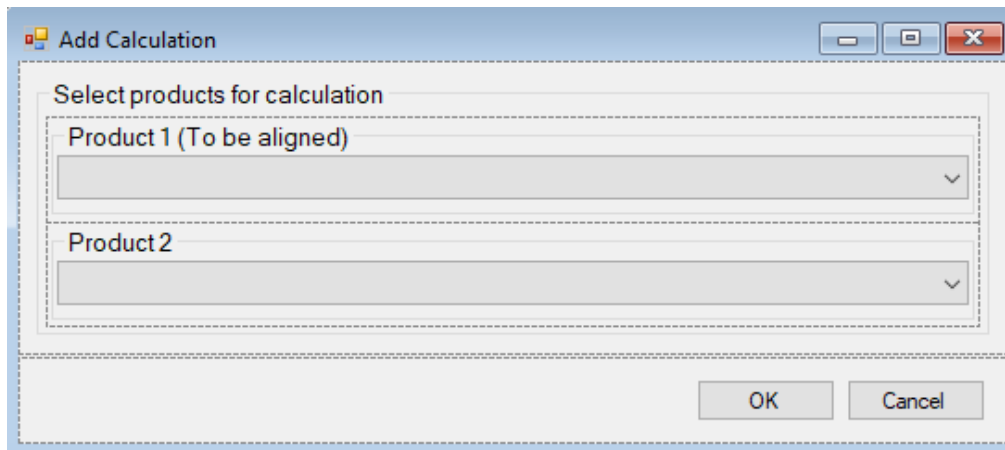 Add Calculation
Select products for calculation
Product 1 (To be aligned)
Product 2
OK
Cancel